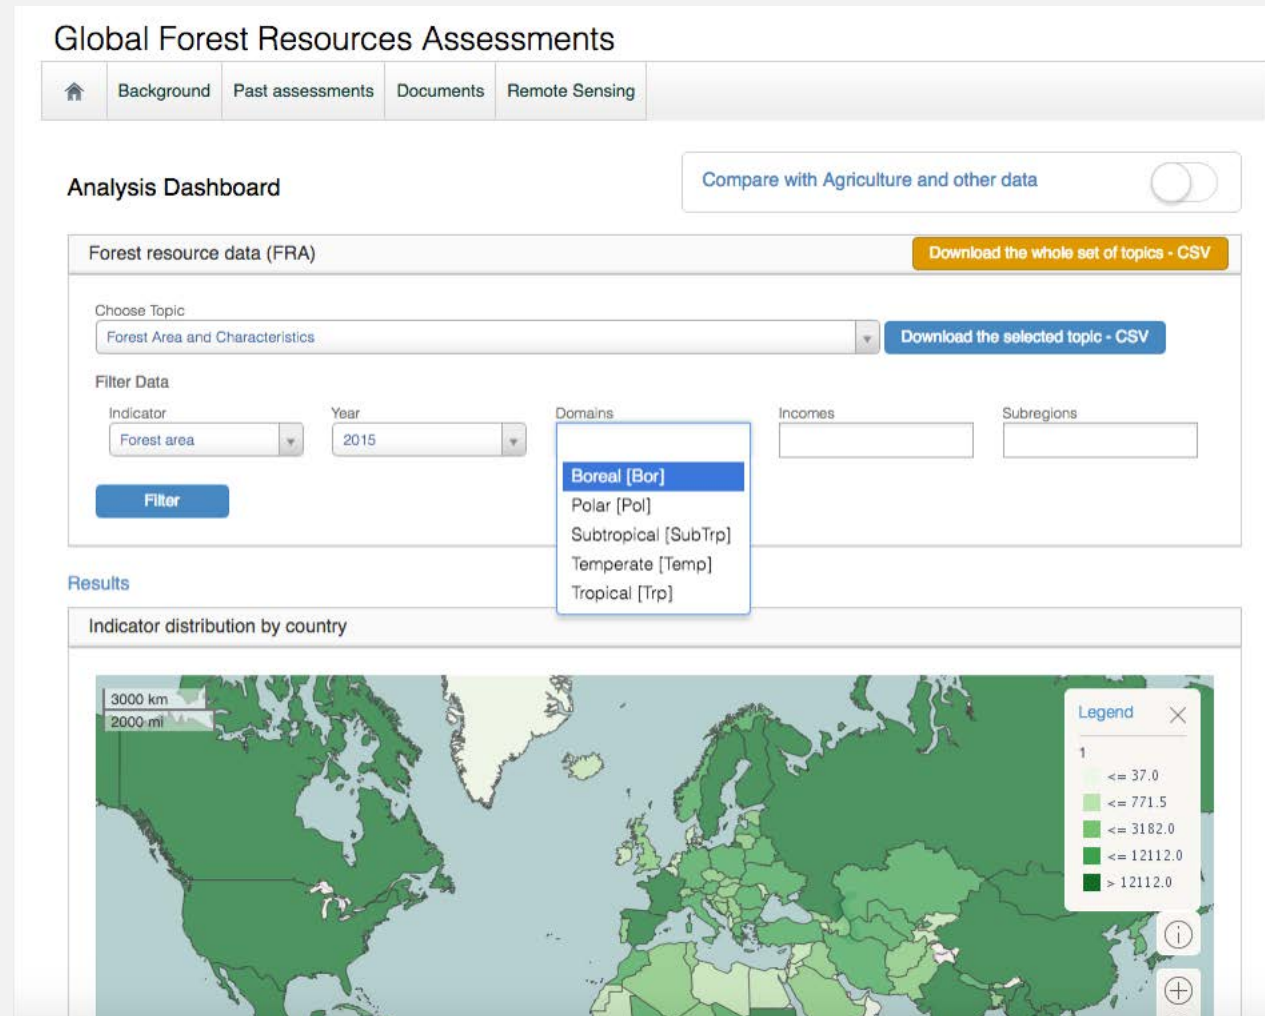 Global Forest Resources Assessments
Background Past assessments Documents Remote Sensing
Analysis Dashboard
Compare with Agriculture and other data
Forest resource data (FRA)
Download the whole set of topics - CSV
Choose Topic
Forest Area and Characteristics
Download the selected topic - CSV
Filter Data
Indicator Year Domains Incomes Subregions
Forest area 2015
Filter
Boreal [Bor]
Polar [Pol]
Subtropical [SubTrp]
Temperate [Temp]
Tropical [Trp]
Results
Indicator distribution by country
3000 km
2000 mi
Legend
1
<= 37.0
<= 771.5
<= 3182.0
<= 12112.0
> 12112.0